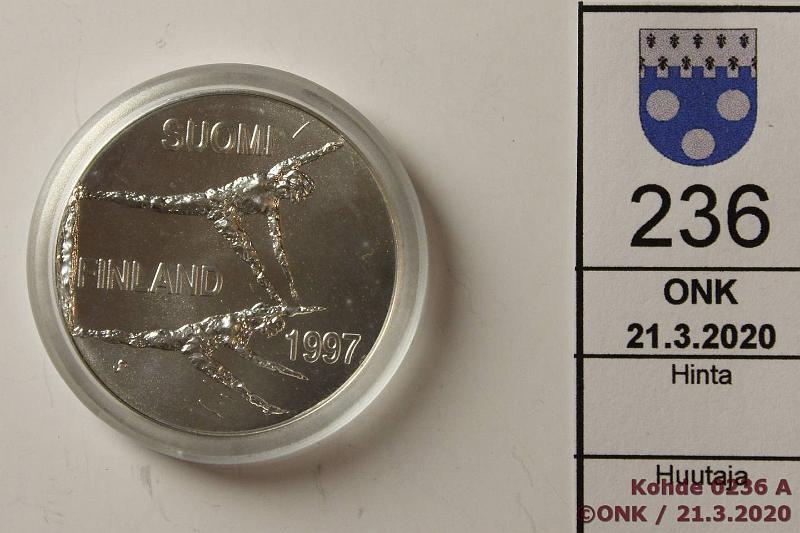 SUOMI
FINLAND
1997
S
236
ONK
21.3.2020
Hinta
Huutaja
Kohde 0236 A
©ONK / 21.3.2020